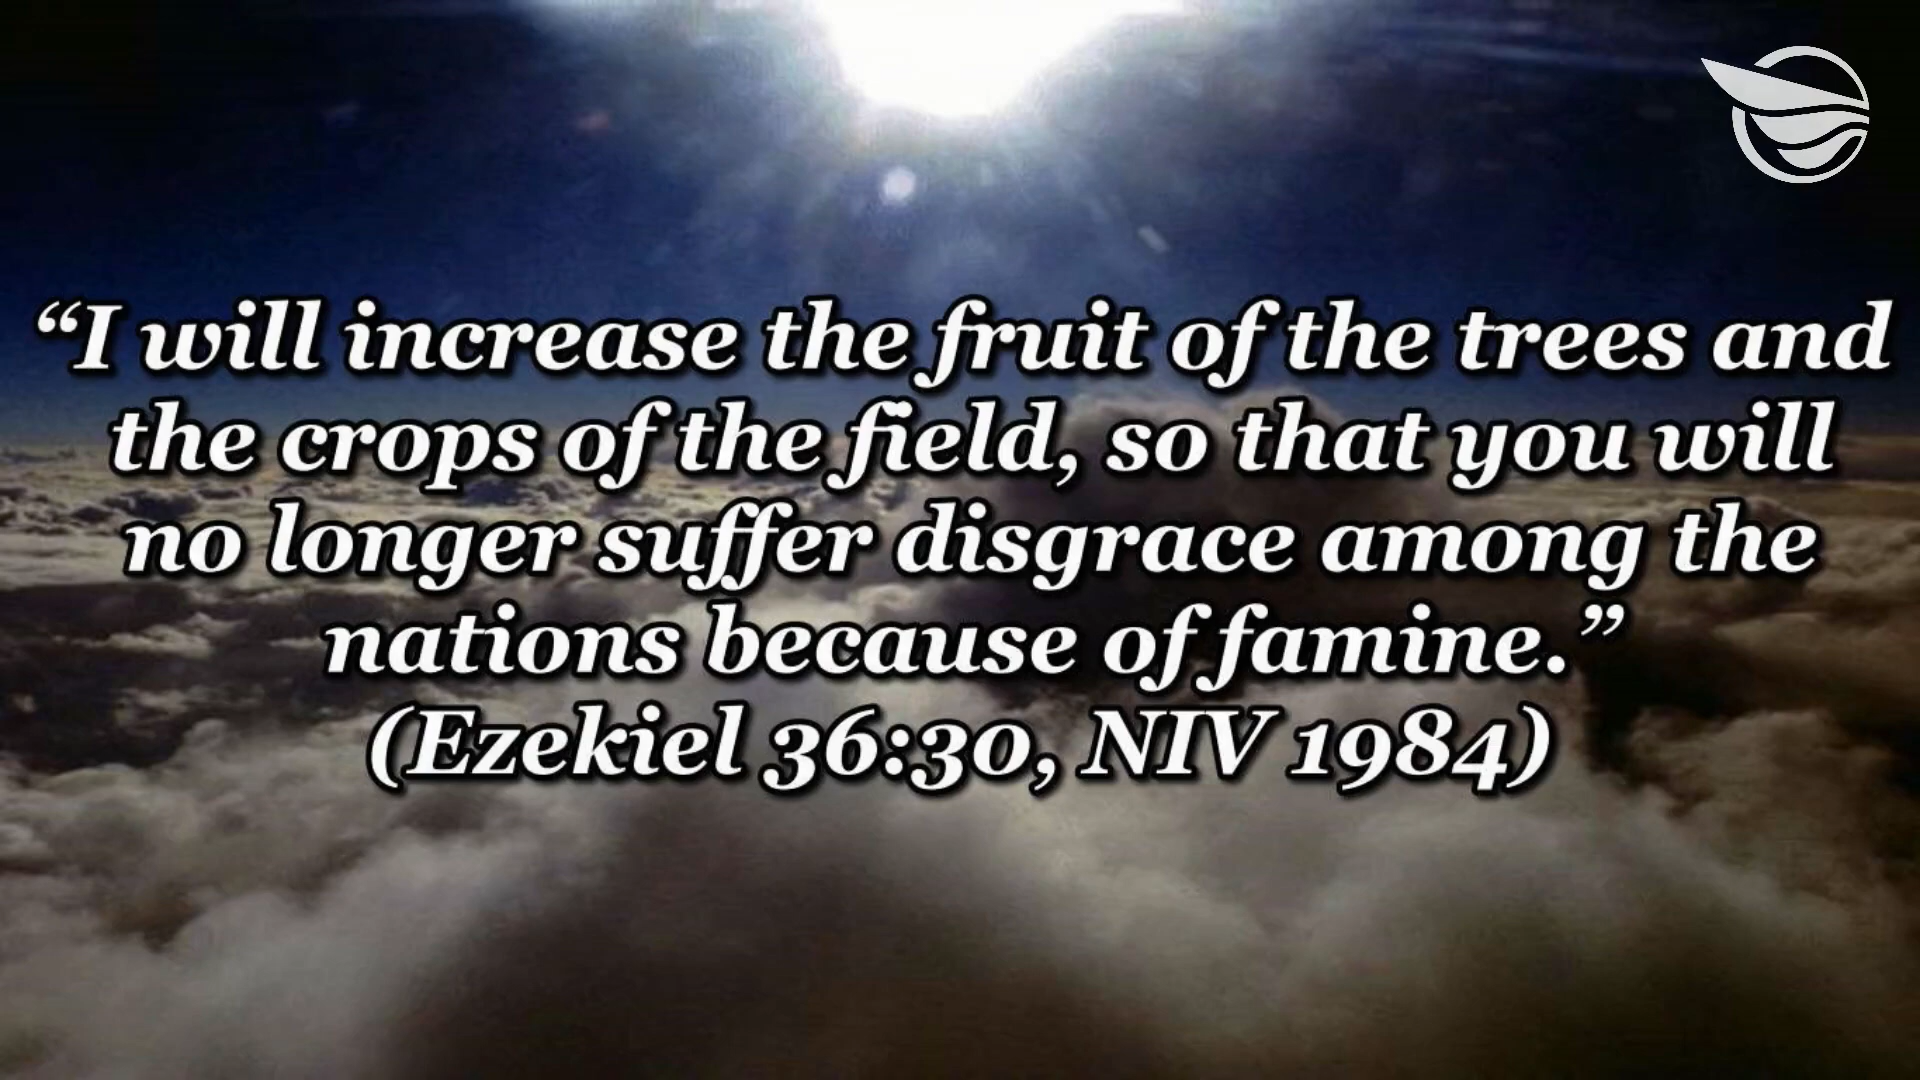 “I will increase the fruit of the trees and
the crops of the field, so that you will
no longer suffer disgrace among the
nations because of famine.”
(Ezekiel 36:30, NIV 1984)